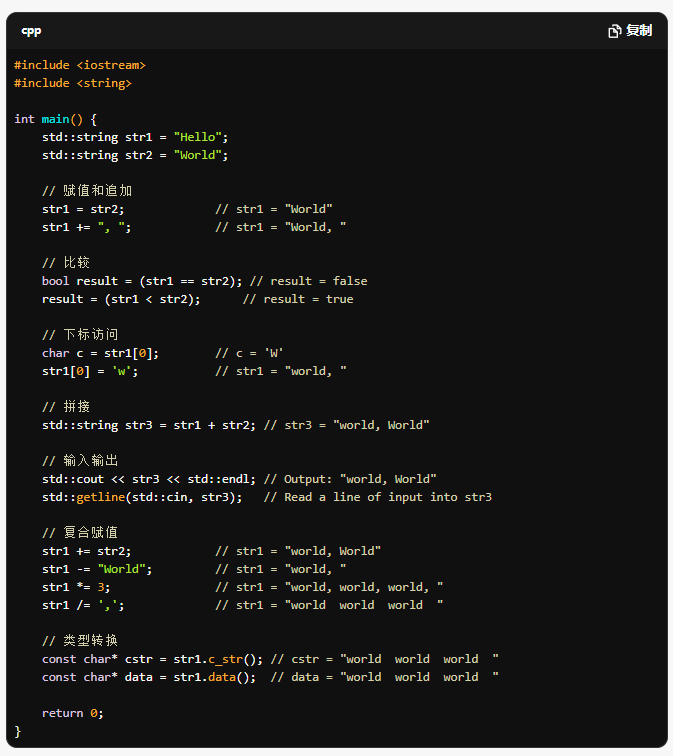 cpp
复制
#include <iostream>
#include <string>
int main() {
    std::string str1 = "Hello";
    std::string str2 = "World";
    // 赋值和追加
    str1 = str2;             // str1 = "World"
    str1 += ", ";            // str1 = "World, "
    // 比较
    bool result = (str1 == str2); // result = false
    result = (str1 < str2);      // result = true
    // 下标访问
    char c = str1[0];        // c = 'W'
    str1[0] = 'w';           // str1 = "world, "
    // 拼接
    std::string str3 = str1 + str2; // str3 = "world, World"
    // 输入输出
    std::cout << str3 << std::endl; // Output: "world, World"
    std::getline(std::cin, str3);   // Read a line of input into str3
    // 复合赋值
    str1 += str2;            // str1 = "world, World"
    str1 -= "World";         // str1 = "world, "
    str1 *= 3;               // str1 = "world, world, world, "
    str1 /= ',';             // str1 = "world  world  world  "
    // 类型转换
    const char* cstr = str1.c_str(); // cstr = "world  world  world  "
    const char* data = str1.data();  // data = "world  world  world  "
    return 0;
}